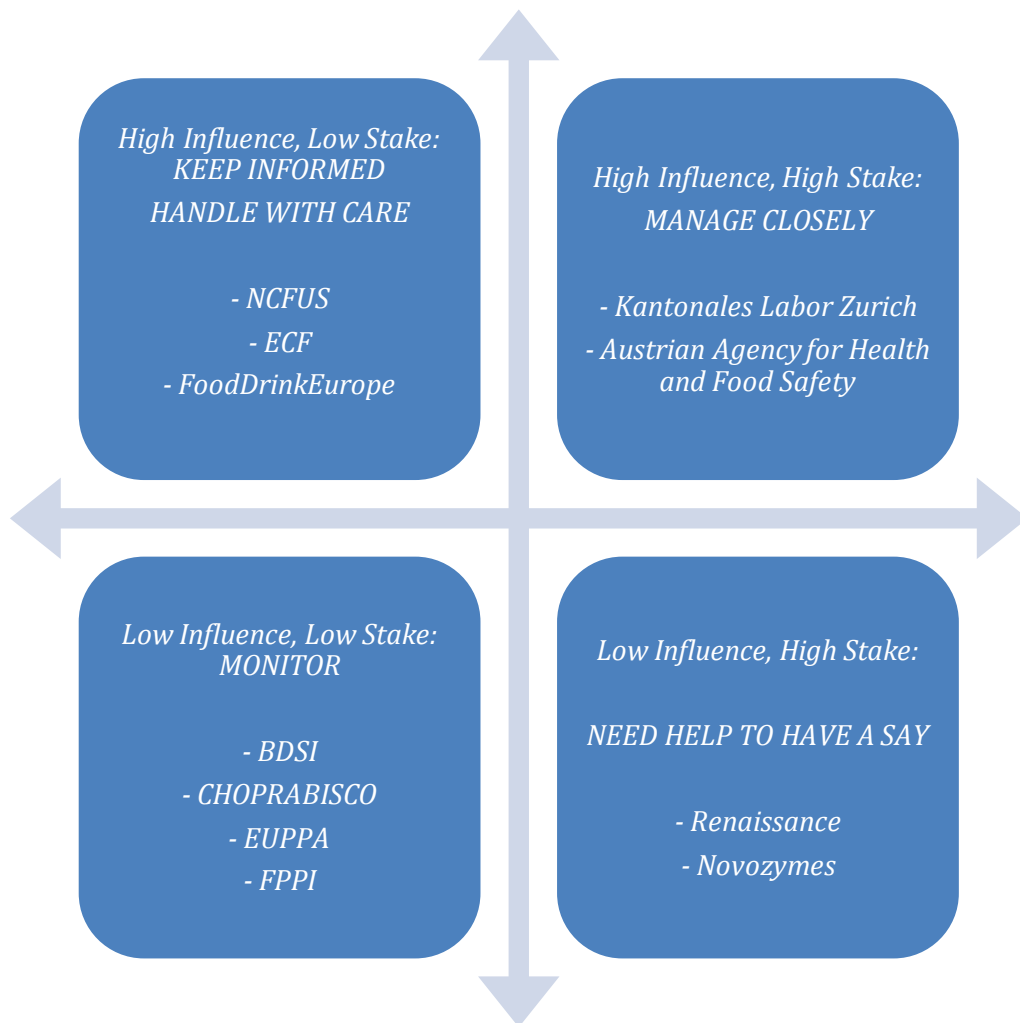 High Influence, Low Stake:
KEEP INFORMED
HANDLE WITH CARE
- NCFUS
- ECF
- FoodDrinkEurope
High Influence, High Stake:
MANAGE CLOSELY
- Kantonales Labor Zurich
- Austrian Agency for Health
and Food Safety
Low Influence, Low Stake:
MONITOR
- BDSI
- CHOPRABISCO
- EUPPA
- FPPI
Low Influence, High Stake:
NEED HELP TO HAVE A SAY
- Renaissance
- Novozymes